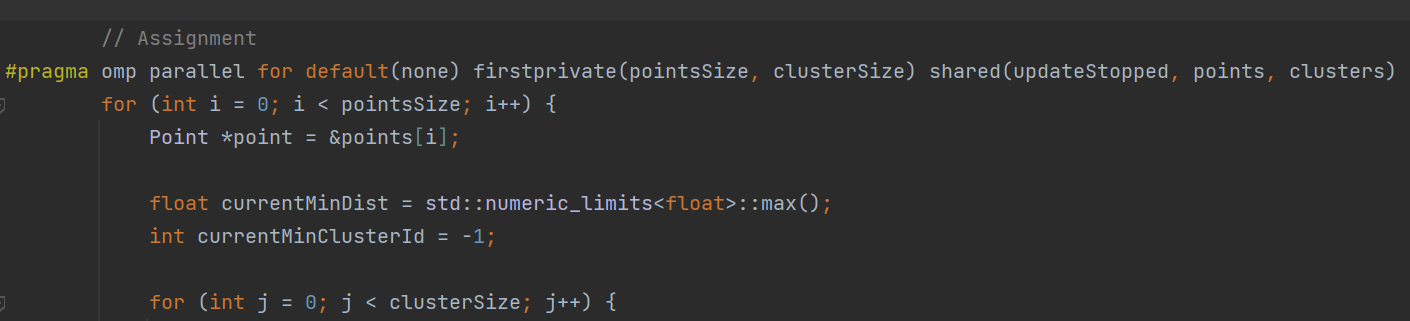 // Assignment
#pragma omp parallel for default(none) firstprivate(pointsSize, clusterSize) shared(updateStopped, points, clusters)
for (int i = 0; i < pointsSize; i++) {
Point *point = &points[i];
float currentMinDist = std::numeric_limits<float>::max();
int currentMinClusterId = -1;
for (int j = 0; j < clusterSize; j++) {